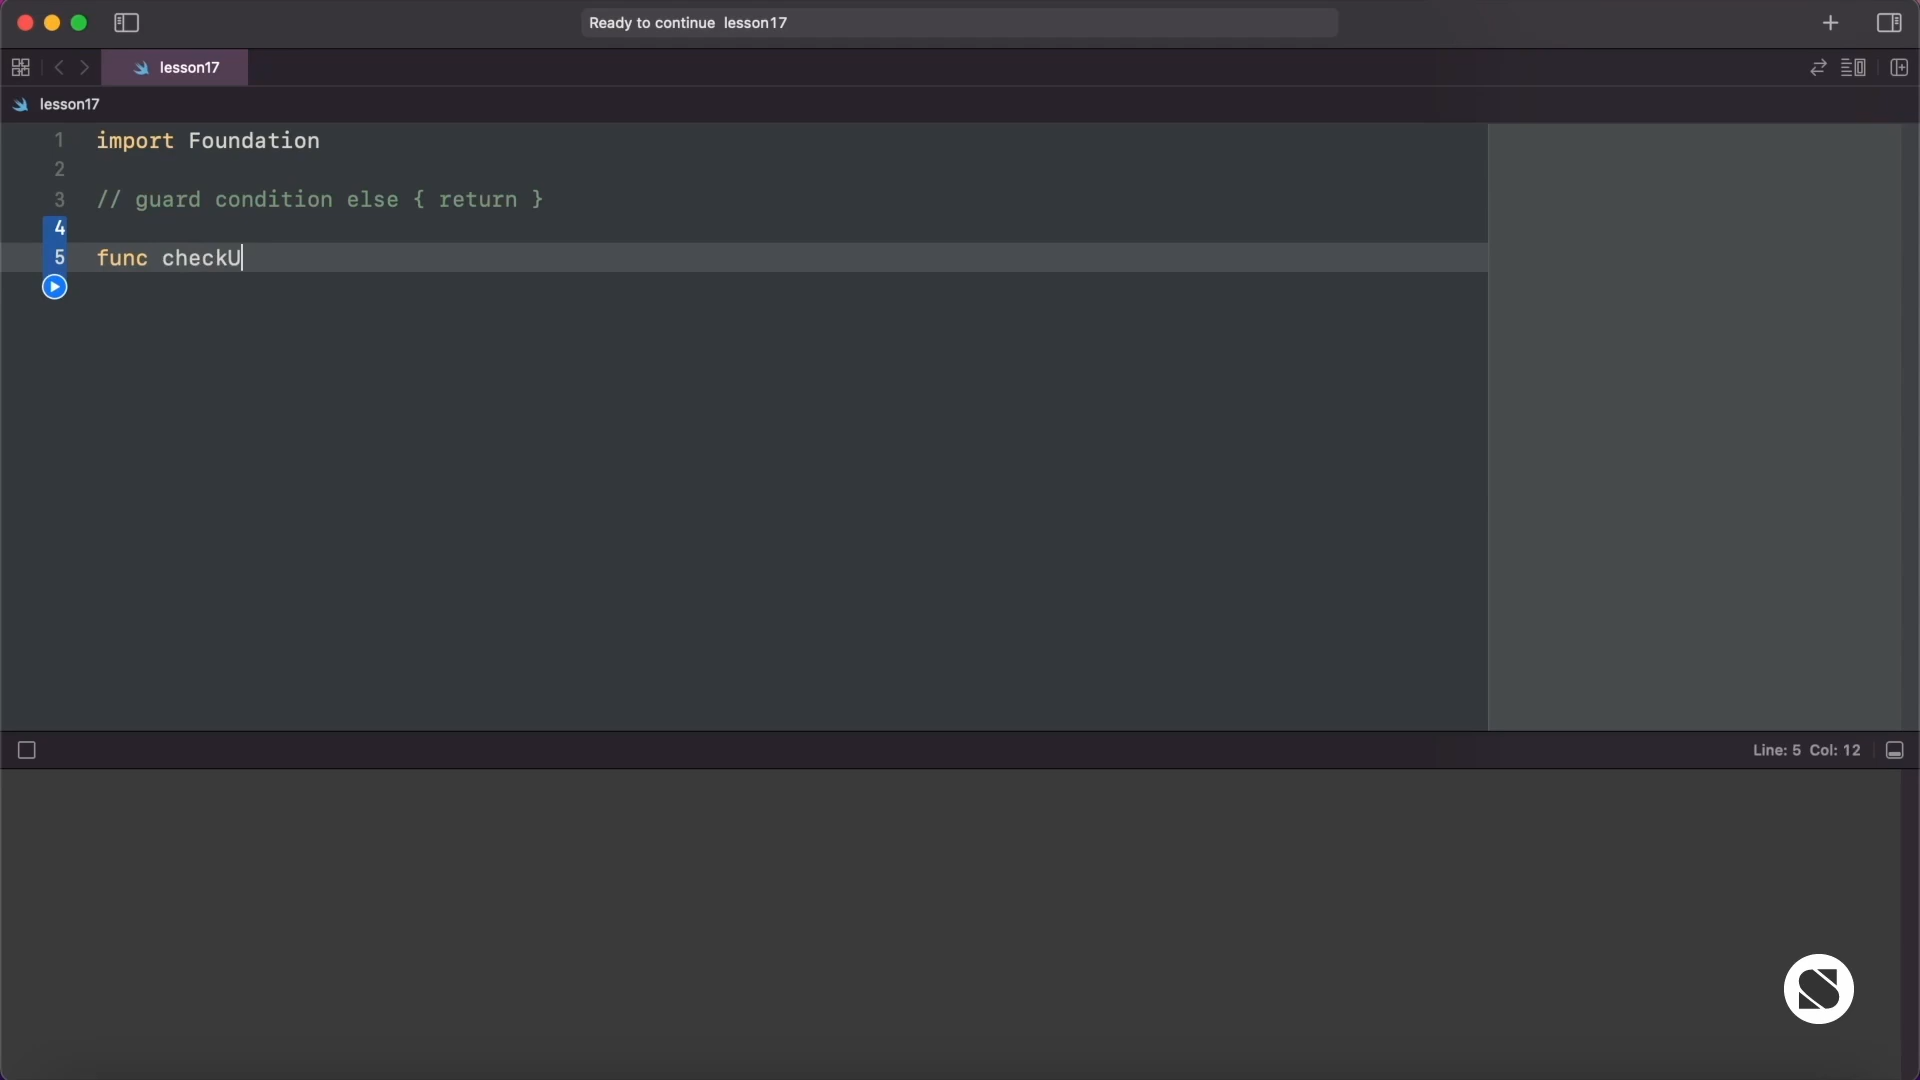 Ready to continue lesson17
lesson17
lesson17
1 import Foundation
2
3 // guard condition else { return }
4
5 func checkU
Line: 5 Col: 12